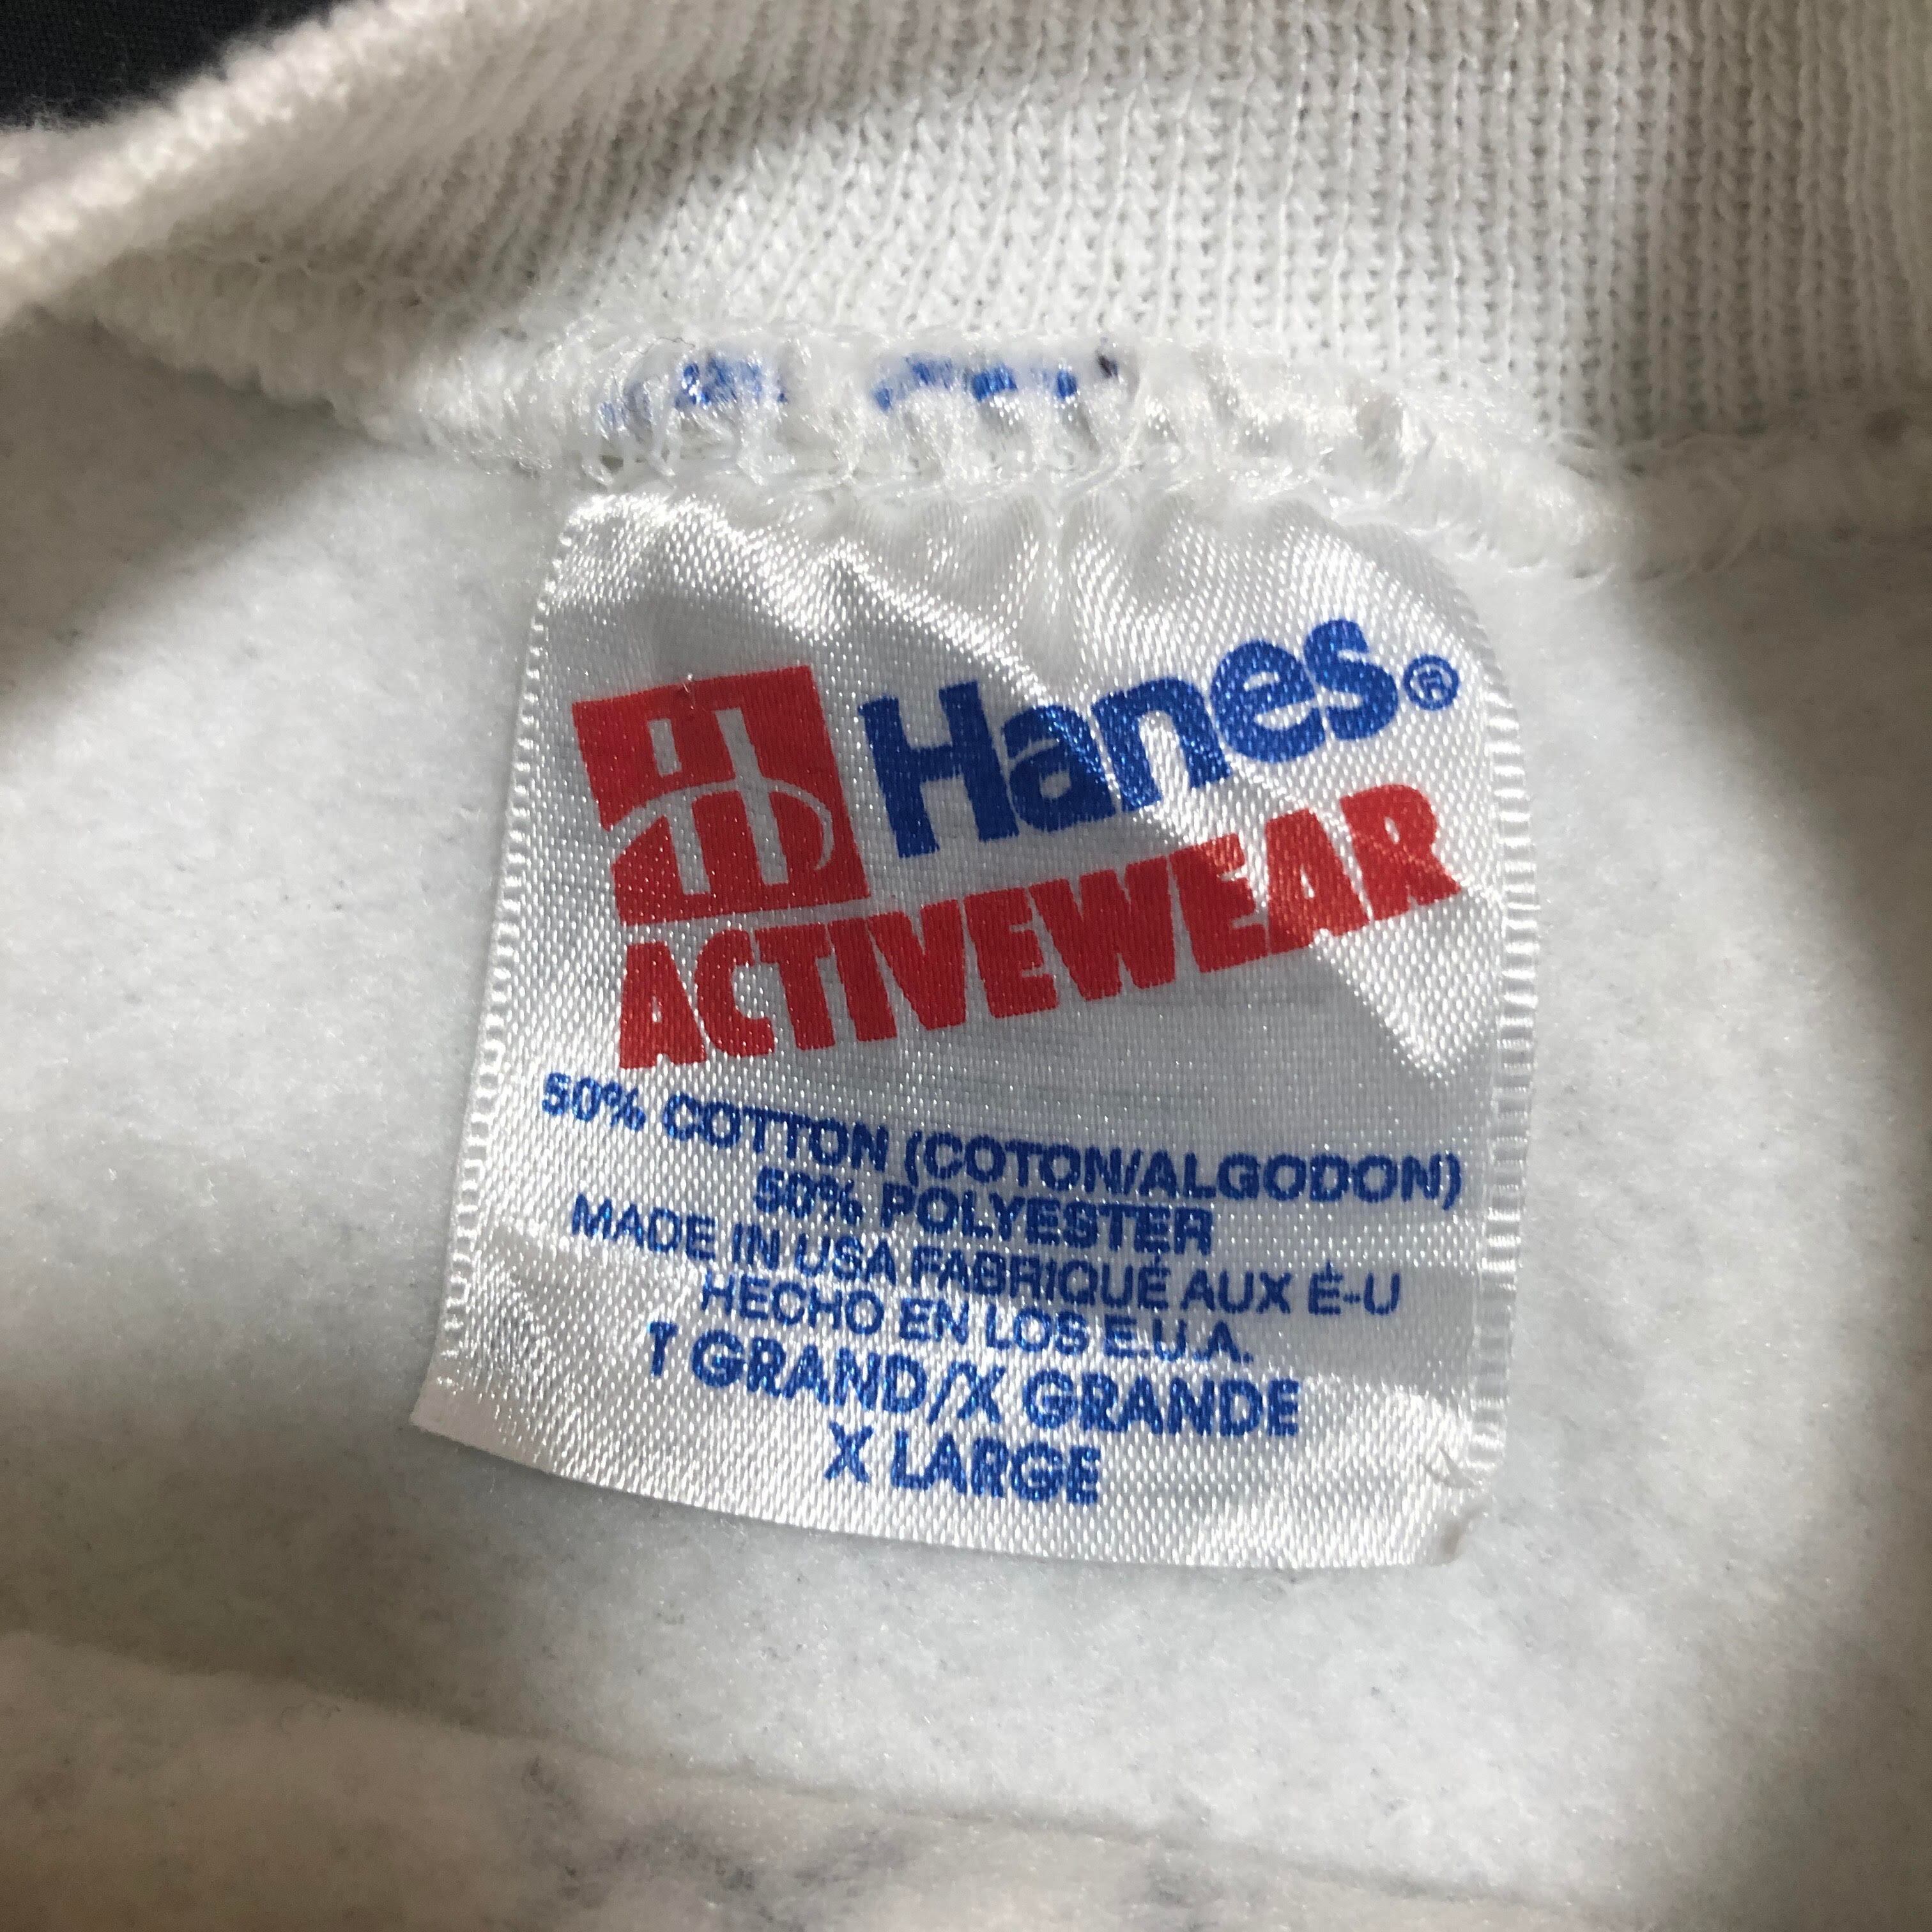 Hanes®
ACTIVEWEAR
50% COTTON (COTON/ALGODON)
50% POLYESTER
MADE IN USA FABRIQUÉ AUX É-U
HECHO EN LOS E.U.A.
T GRAND/X GRANDE
X LARGE